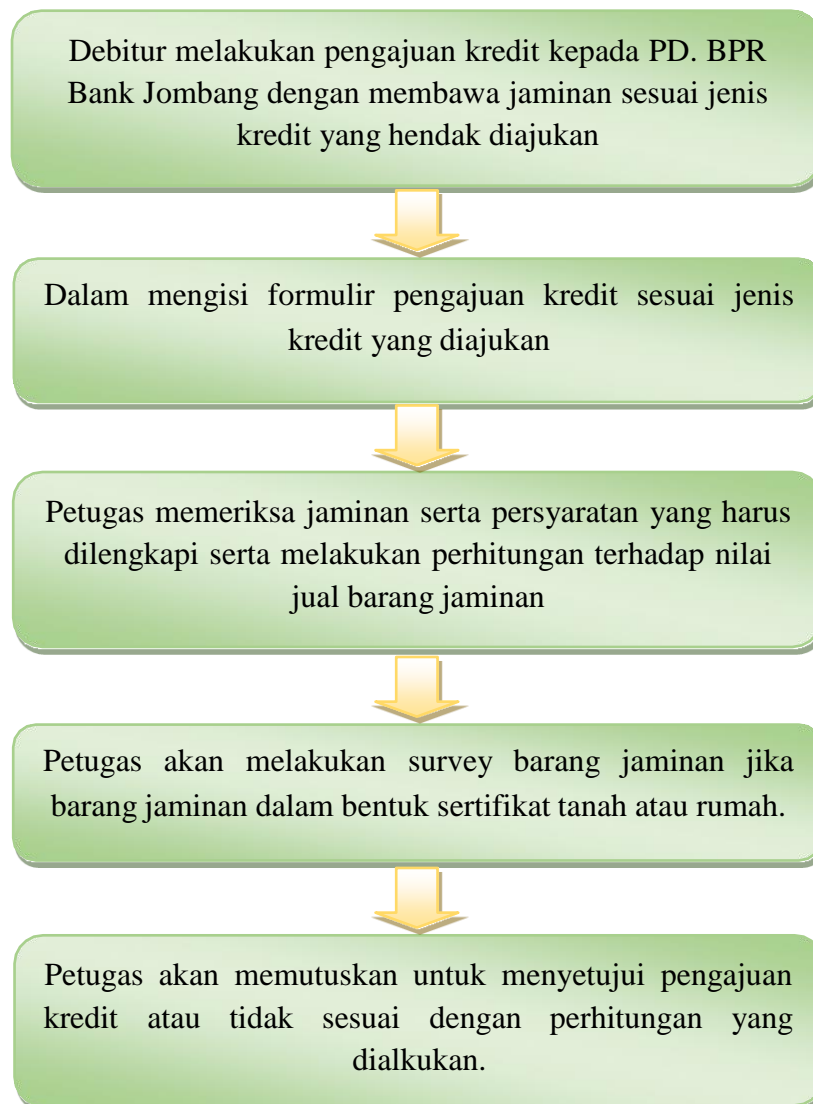 Debitur melakukan pengajuan kredit kepada PD. BPR
Bank Jombang dengan membawa jaminan sesuai jenis
kredit yang hendak diajukan
Dalam mengisi formulir pengajuan kredit sesuai jenis
kredit yang diajukan
Petugas memeriksa jaminan serta persyaratan yang harus
dilengkapi serta melakukan perhitungan terhadap nilai
jual barang jaminan
Petugas akan melakukan survey barang jaminan jika
barang jaminan dalam bentuk sertifikat tanah atau rumah.
Petugas akan memutuskan untuk menyetujui pengajuan
kredit atau tidak sesuai dengan perhitungan yang
dialkukan.